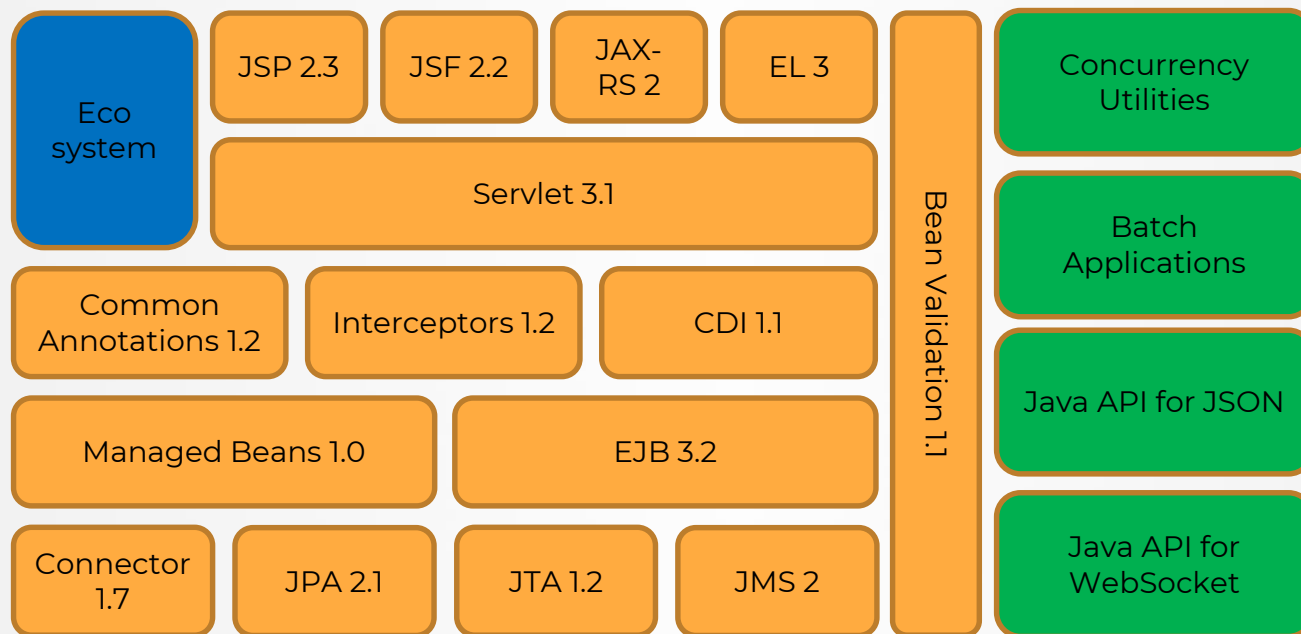 Eco
system
JSP 2.3
JSF 2.2
JAX-
RS 2
EL 3
Servlet 3.1
Common
Annotations 1.2
Interceptors 1.2
CDI 1.1
Managed Beans 1.0
EJB 3.2
Connector
1.7
JPA 2.1
JTA 1.2
JMS 2
Bean Validation 1.1
Concurrency
Utilities
Batch
Applications
Java API for JSON
Java API for
WebSocket